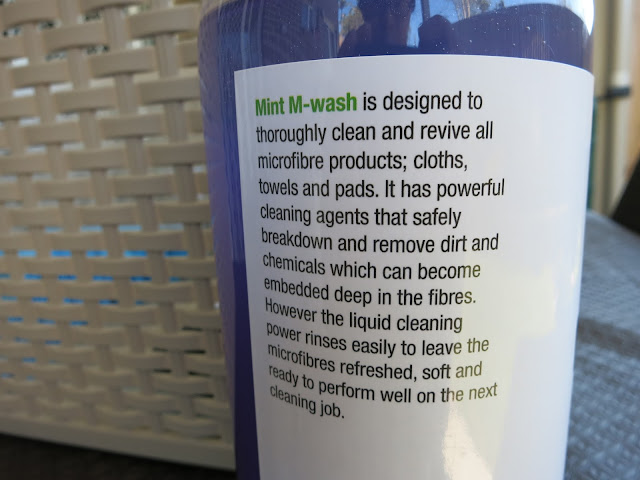 Mint M-wash is designed to
thoroughly clean and revive all
microfibre products; cloths,
towels and pads. It has powerful
cleaning agents that safely
breakdown and remove dirt and
chemicals which can become
embedded deep in the fibres.
However the liquid cleaning
power rinses easily to leave the
microfibres refreshed, soft and
ready to perform well on the next
cleaning job.